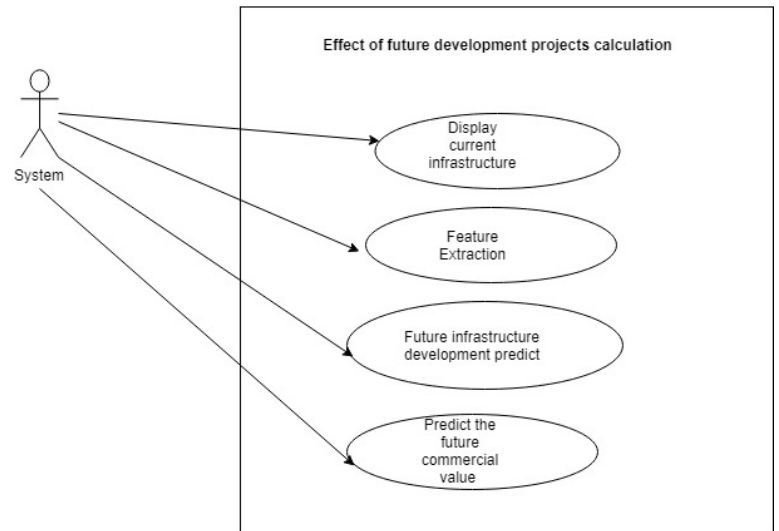 Effect of future development projects calculation
Display
current
infrastructure
System
Feature
Extraction
Future infrastructure
development predict
Predict the
future
commercial
value